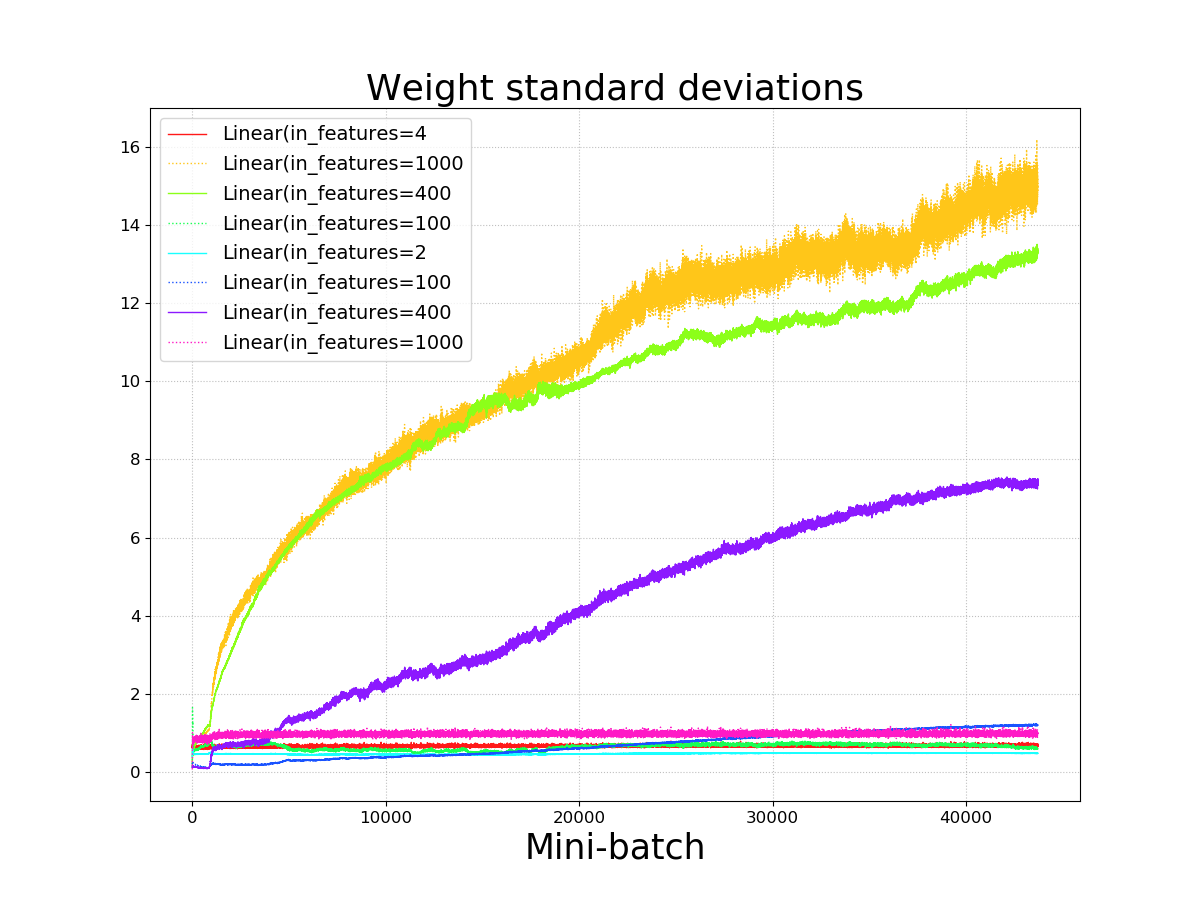 Weight standard deviations
Linear(in_features=4
Linear(in_features=1000
Linear(in_features=400
Linear(in_features=100
Linear(in_features=2
Linear(in_features=100
Linear(in_features=400
Linear(in_features=1000
16
14
12
10
8
6
4
2
0
0 10000 20000 30000 40000
Mini-batch